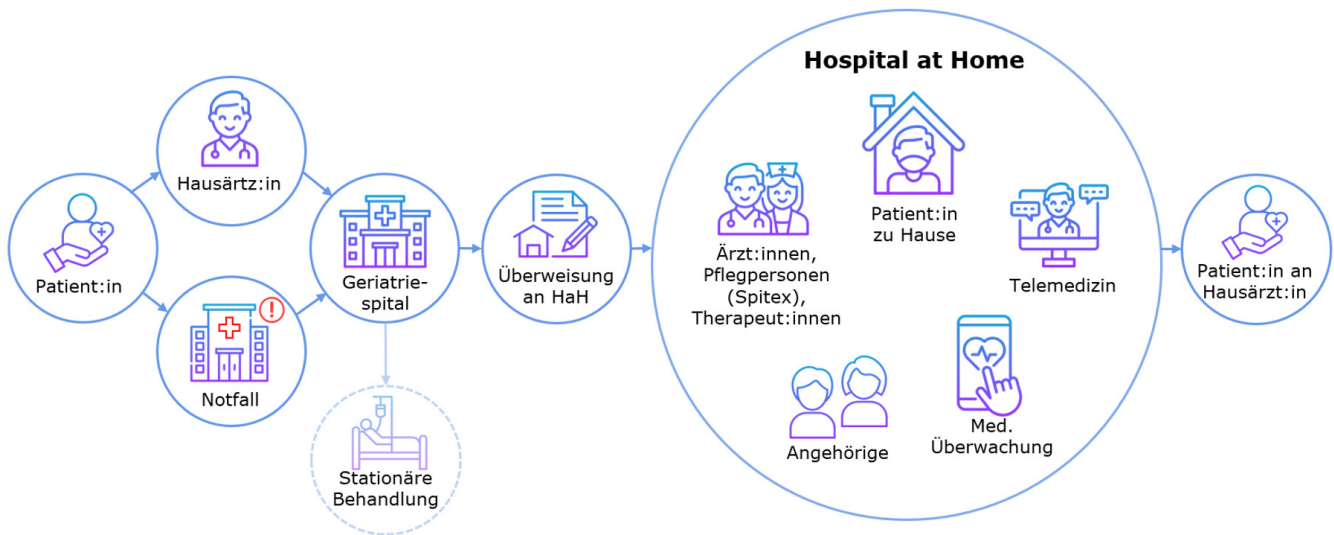 Patient:in
Hausärtz:in
Notfall
Geriatrie-
spital
Stationäre
Behandlung
Überweisung
an HaH
Hospital at Home
Patient:in
zu Hause
Ärzt:innen,
Pflegpersonen
(Spitex),
Therapeut:innen
Telemedizin
Angehörige
Med.
Überwachung
Patient:in an
Hausärzt:in